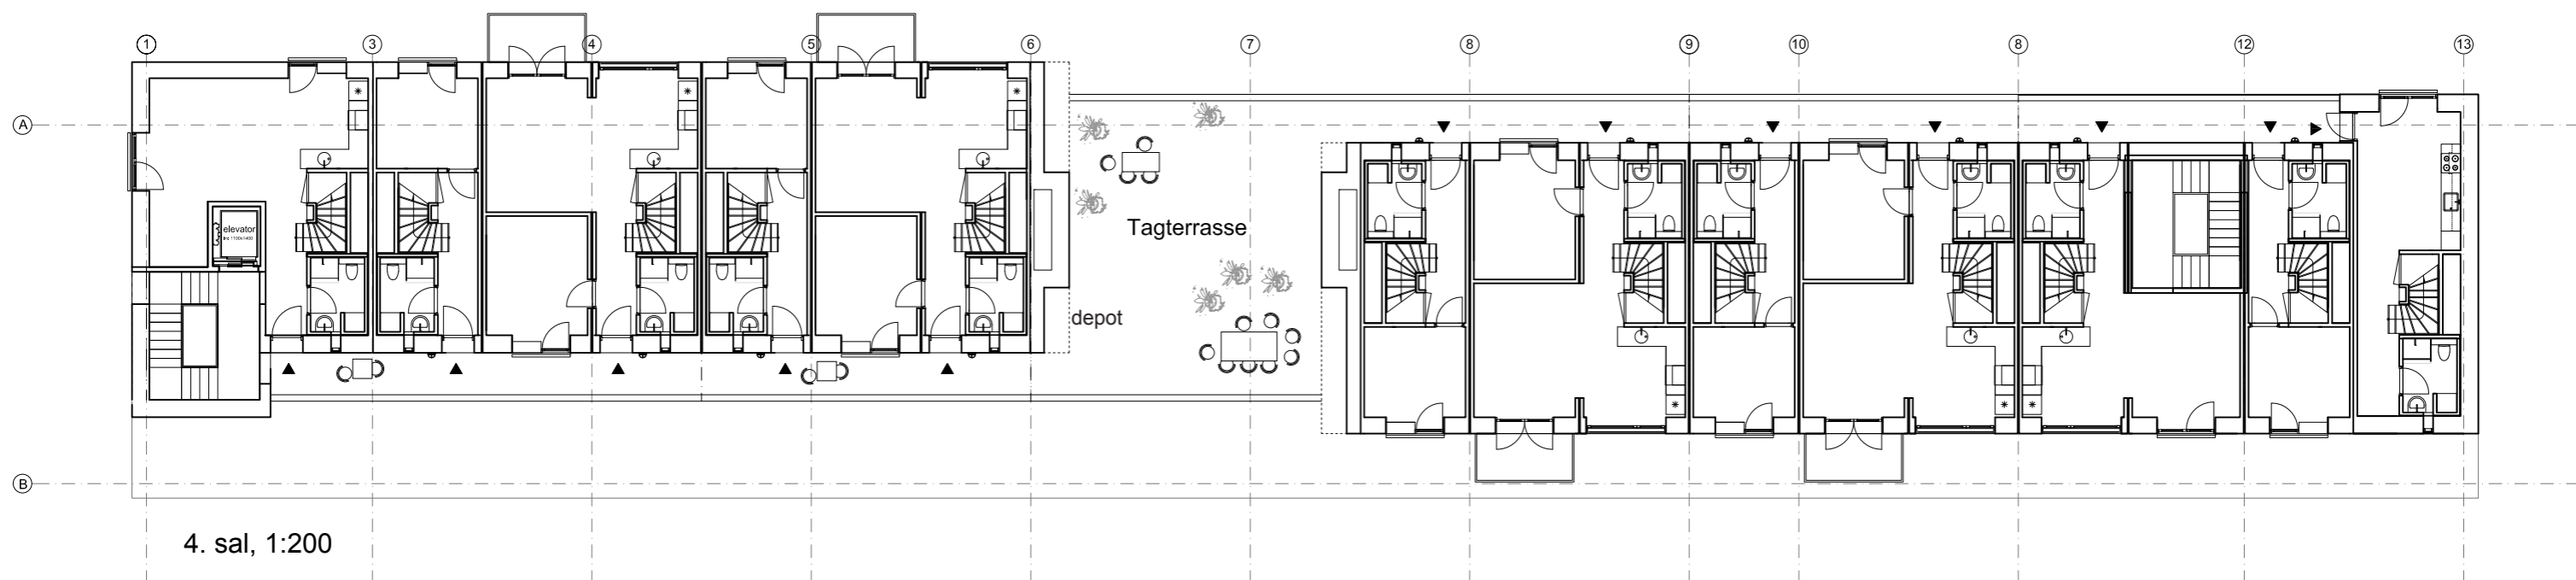 1 3 4 5 6 7 8 9 10 8 12 13
A
elevator
Tagterrasse
depot
B
4. sal, 1:200